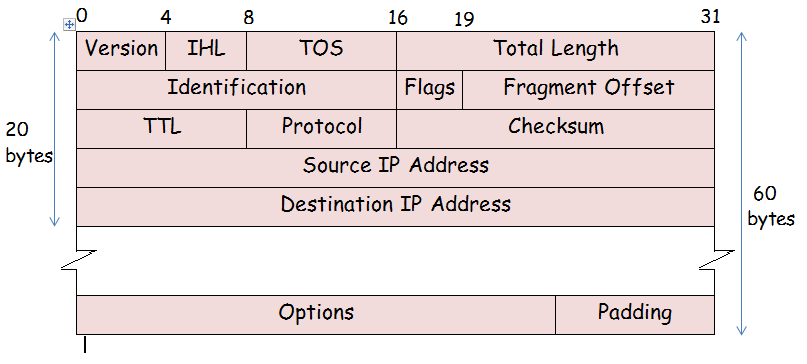 0 4 8 16 19 31
Version IHL TOS Total Length
Identification Flags Fragment Offset
TTL Protocol Checksum
20
bytes
Source IP Address
Destination IP Address
60
bytes
Options Padding